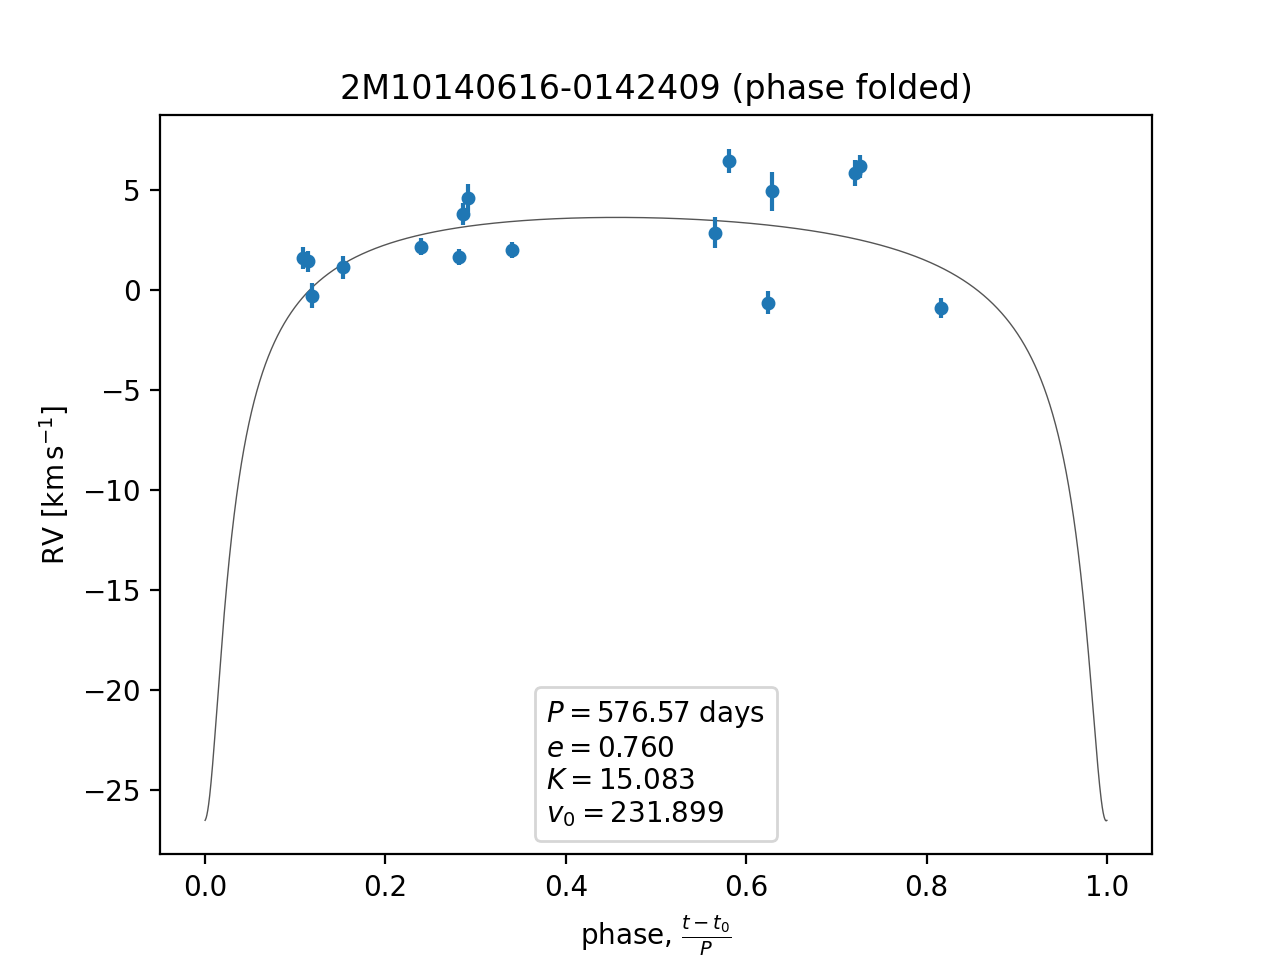 2M10140616-0142409 (phase folded)
RV [km s⁻¹]
5
0
−5
−10
−15
−20
−25
P = 576.57 days
e = 0.760
K = 15.083
v₀ = 231.899
0.0 0.2 0.4 0.6 0.8 1.0
phase, (t − t₀)/P